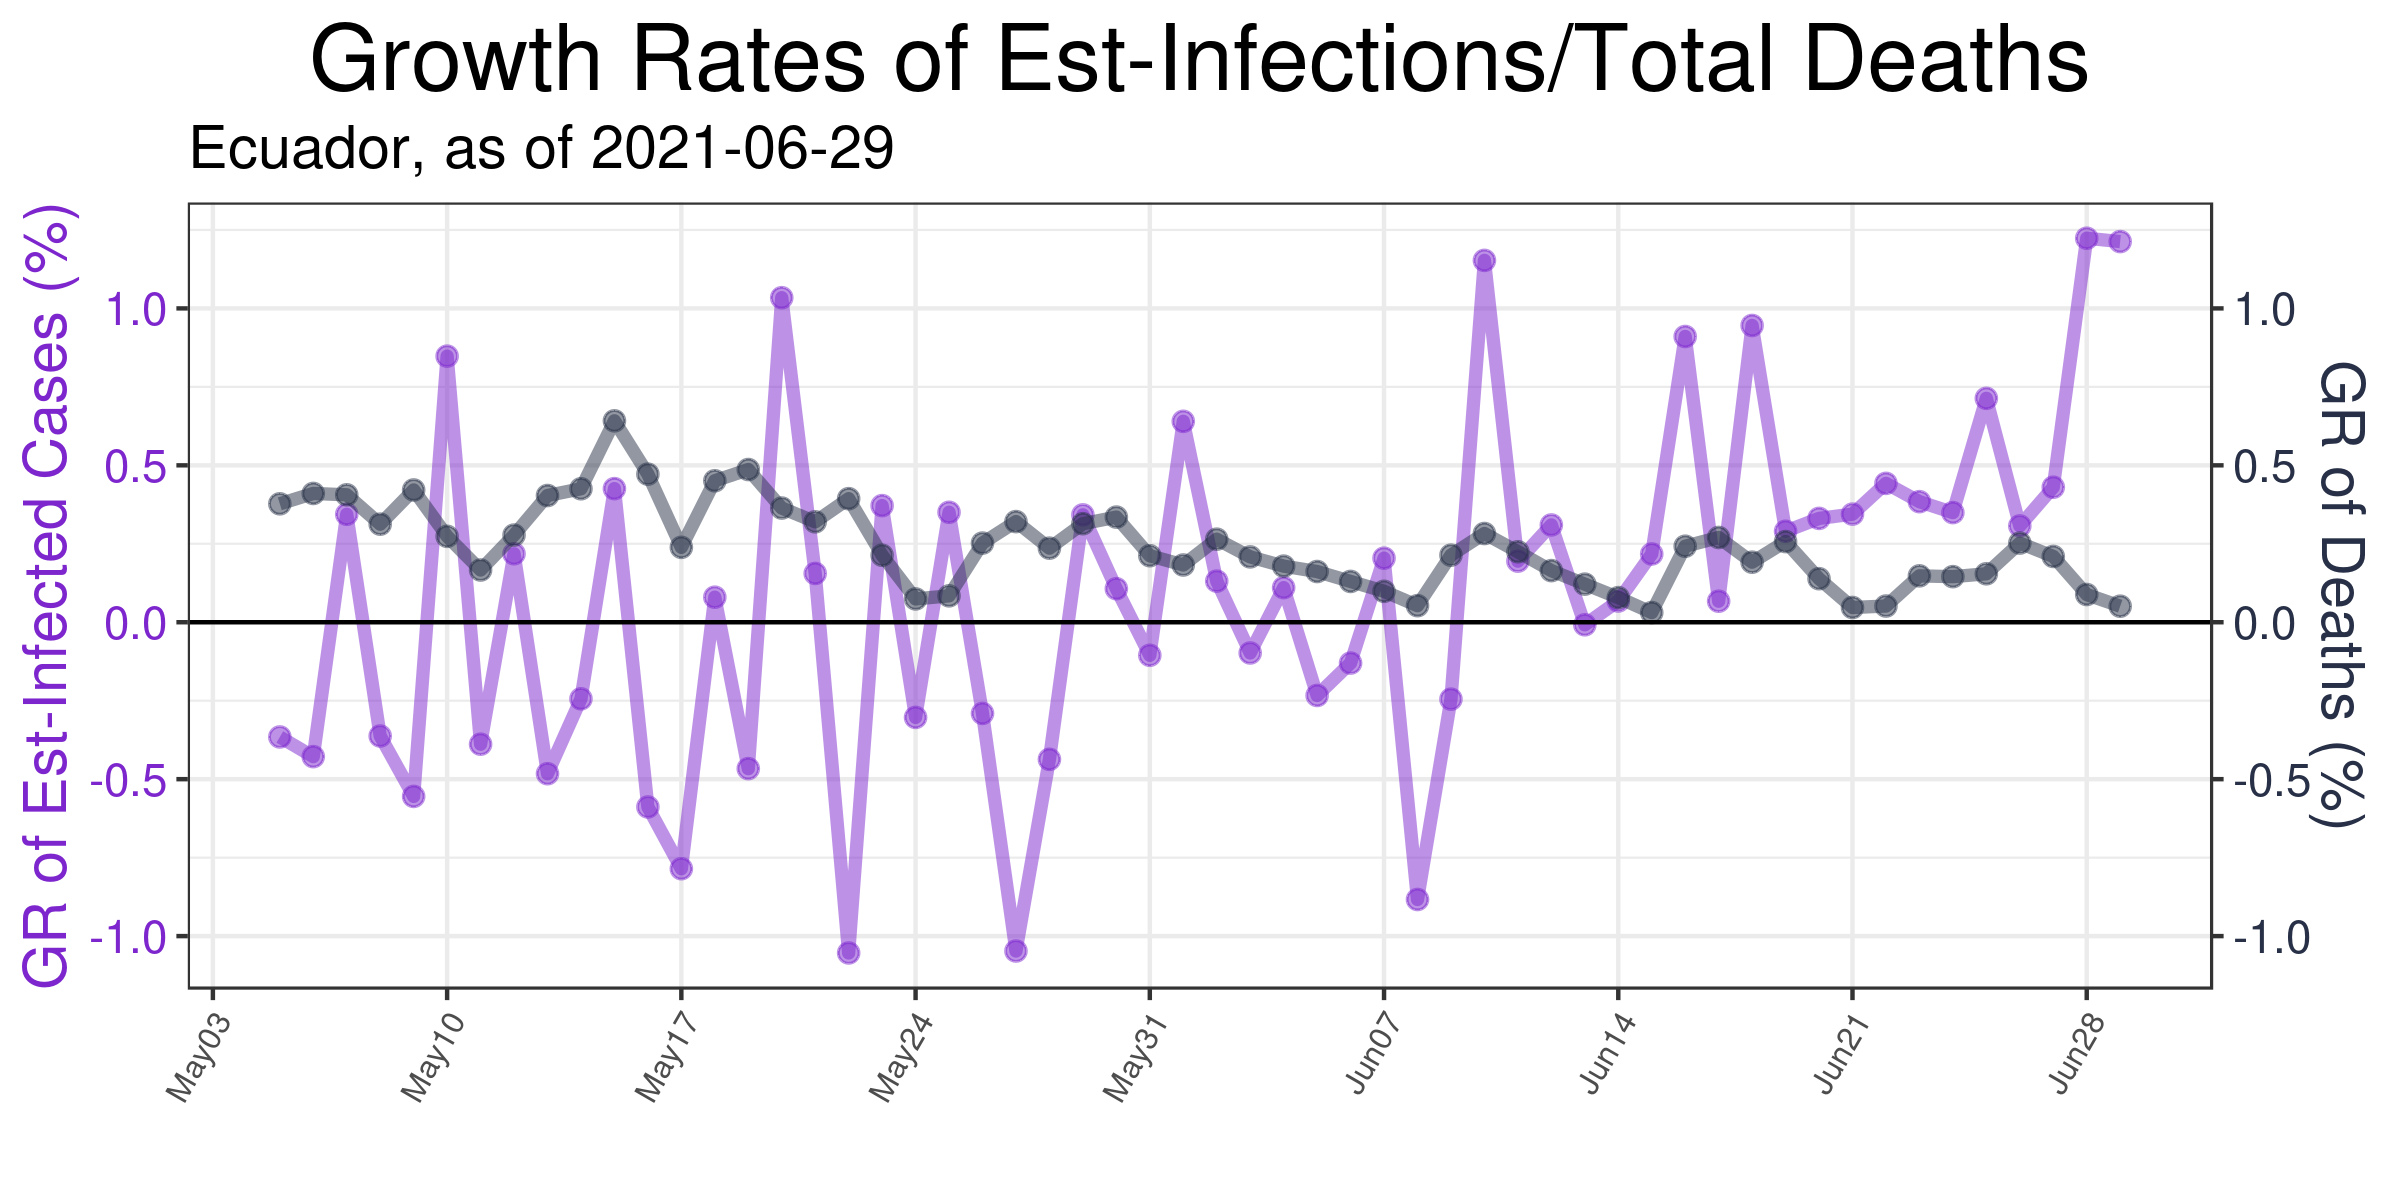 Growth Rates of Est-Infections/Total Deaths
Ecuador, as of 2021-06-29
GR of Est-Infected Cases (%)
1.0
0.5
0.0
-0.5
-1.0
1.0
0.5
0.0
-0.5
-1.0
GR of Deaths (%)
May03
May10
May17
May24
May31
Jun07
Jun14
Jun21
Jun28